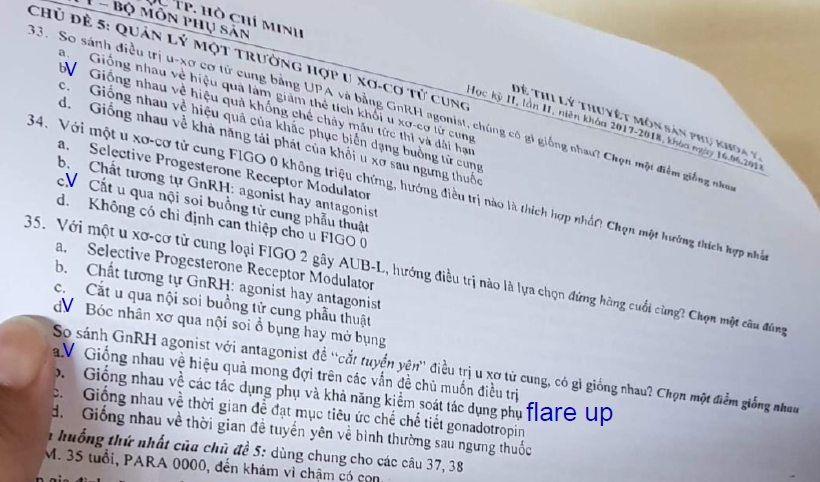 TP. HỒ CHÍ MINH
– BỘ MÔN PHỤ SẢN
ĐỀ THI LÝ THUYẾT MÔN SẢN PHỤ KHOA Y
Học kỳ II, lần II, niên khóa 2017-2018, khóa ngày 16.06.2018
CHỦ ĐỀ 5: QUẢN LÝ MỘT TRƯỜNG HỢP U XƠ-CƠ TỬ CUNG
33. So sánh điều trị u-xơ cơ tử cung bằng UPA và bằng GnRH agonist, chúng có gì giống nhau? Chọn một điểm giống nhau
a. Giống nhau về hiệu quả làm giảm thể tích khối u xơ-cơ tử cung
b.V Giống nhau về hiệu quả khống chế chảy máu tức thì và dài hạn
c. Giống nhau về hiệu quả của khắc phục biến dạng buồng tử cung
d. Giống nhau về khả năng tái phát của khối u xơ sau ngưng thuốc
34. Với một u xơ-cơ tử cung FIGO 0 không triệu chứng, hướng điều trị nào là thích hợp nhất? Chọn một hướng thích hợp nhất
a. Selective Progesterone Receptor Modulator
b. Chất tương tự GnRH: agonist hay antagonist
c.V Cắt u qua nội soi buồng tử cung phẫu thuật
d. Không có chỉ định can thiệp cho u FIGO 0
35. Với một u xơ-cơ tử cung loại FIGO 2 gây AUB-L, hướng điều trị nào là lựa chọn đứng hàng cuối cùng? Chọn một câu đúng
a. Selective Progesterone Receptor Modulator
b. Chất tương tự GnRH: agonist hay antagonist
c. Cắt u qua nội soi buồng tử cung phẫu thuật
d.V Bóc nhân xơ qua nội soi ổ bụng hay mở bụng
So sánh GnRH agonist với antagonist để “cắt tuyến yên” điều trị u xơ tử cung, có gì giống nhau? Chọn một điểm giống nhau
a.V Giống nhau về hiệu quả mong đợi trên các vấn đề chủ muốn điều trị
b. Giống nhau về các tác dụng phụ và khả năng kiểm soát tác dụng phụ flare up
c. Giống nhau về thời gian để đạt mục tiêu ức chế chế tiết gonadotropin
d. Giống nhau về thời gian để tuyến yên về bình thường sau ngưng thuốc
huống thứ nhất của chủ đề 5: dùng chung cho các câu 37, 38
M. 35 tuổi, PARA 0000, đến khám vì chậm có con.